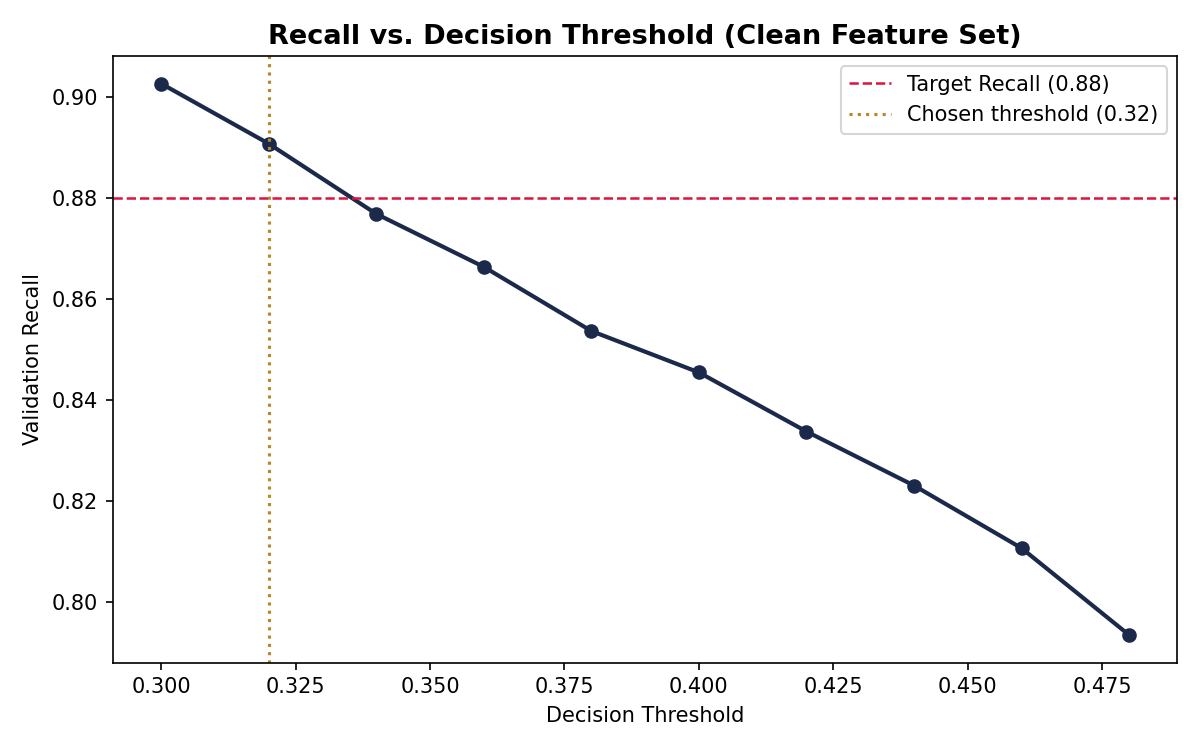 Recall vs. Decision Threshold (Clean Feature Set)
Target Recall (0.88)
Chosen threshold (0.32)
Validation Recall
0.90
0.88
0.86
0.84
0.82
0.80
0.300 0.325 0.350 0.375 0.400 0.425 0.450 0.475
Decision Threshold